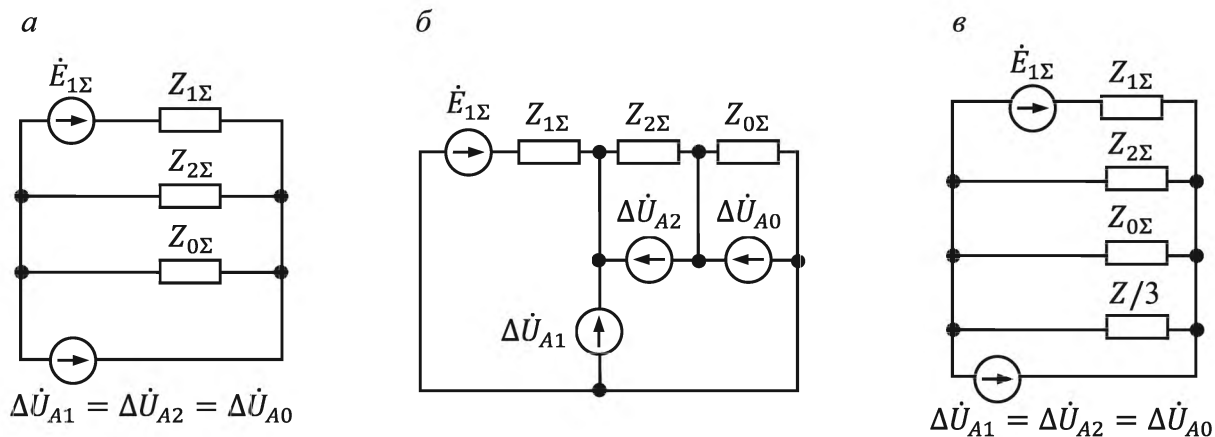 а
Ė1Σ
Z1Σ
Z2Σ
Z0Σ
ΔU̇A1 = ΔU̇A2 = ΔU̇A0
б
Ė1Σ
Z1Σ
Z2Σ
Z0Σ
ΔU̇A2
ΔU̇A0
ΔU̇A1
в
Ė1Σ
Z1Σ
Z2Σ
Z0Σ
Z/3
ΔU̇A1 = ΔU̇A2 = ΔU̇A0